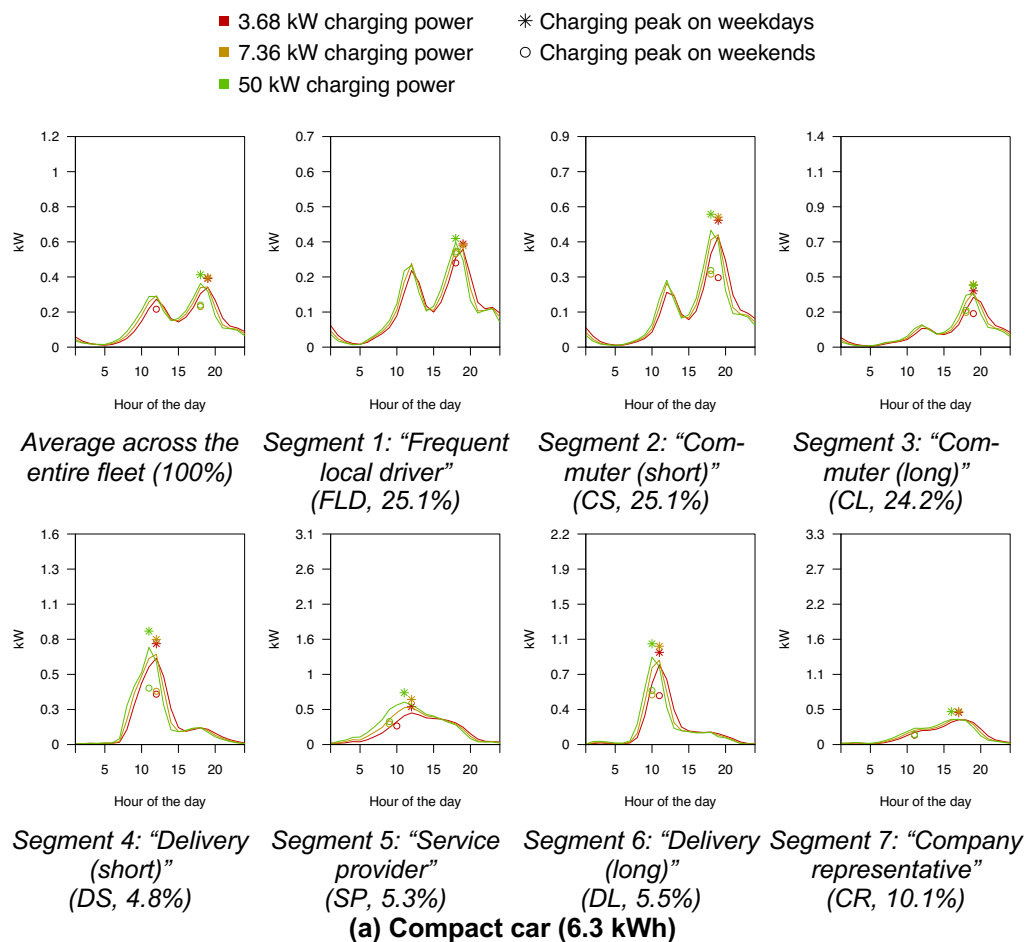 3.68 kW charging power
7.36 kW charging power
50 kW charging power
Charging peak on weekdays
Charging peak on weekends
1.2
1
0.8
0.6
0.4
0.2
0
kW
5 10 15 20
Hour of the day
Average across the
entire fleet (100%)
0.7
0.6
0.5
0.4
0.2
0.1
0
kW
5 10 15 20
Hour of the day
Segment 1: “Frequent
local driver”
(FLD, 25.1%)
0.9
0.7
0.6
0.4
0.3
0.1
0
kW
5 10 15 20
Hour of the day
Segment 2: “Com-
muter (short)”
(CS, 25.1%)
1.4
1.1
0.9
0.7
0.5
0.2
0
kW
5 10 15 20
Hour of the day
Segment 3: “Com-
muter (long)”
(CL, 24.2%)
1.6
1.3
1.1
0.8
0.5
0.3
0
kW
5 10 15 20
Hour of the day
Segment 4: “Delivery
(short)”
(DS, 4.8%)
3.1
2.6
2.1
1.6
1
0.5
0
kW
5 10 15 20
Hour of the day
Segment 5: “Service
provider”
(SP, 5.3%)
2.2
1.9
1.5
1.1
0.7
0.4
0
kW
5 10 15 20
Hour of the day
Segment 6: “Delivery
(long)”
(DL, 5.5%)
3.3
2.7
2.2
1.6
1.1
0.5
0
kW
5 10 15 20
Hour of the day
Segment 7: “Company
representative”
(CR, 10.1%)
(a) Compact car (6.3 kWh)